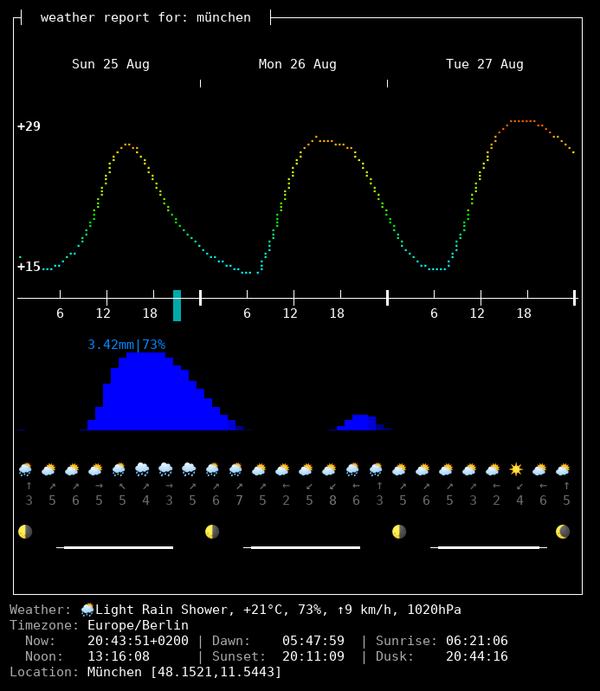 weather report for: münchen
Sun 25 Aug Mon 26 Aug Tue 27 Aug
+29
+15
6 12 18 6 12 18 6 12 18
3.42mm|73%
↑ ↗ ↗ → ↖ ↗ → ↗ ↗ ↗ ↗ ← ↙ ↙ ← ↑ ↗ ↗ ↗ ↗ ← ↙ ← ↑
3 5 6 5 5 4 3 5 6 7 5 2 5 8 6 3 5 6 5 3 2 4 6 5
Weather: 🌦Light Rain Shower, +21°C, 73%, ↑9 km/h, 1020hPa
Timezone: Europe/Berlin
Now: 20:43:51+0200 | Dawn: 05:47:59 | Sunrise: 06:21:06
Noon: 13:16:08 | Sunset: 20:11:09 | Dusk: 20:44:16
Location: München [48.1521,11.5443]